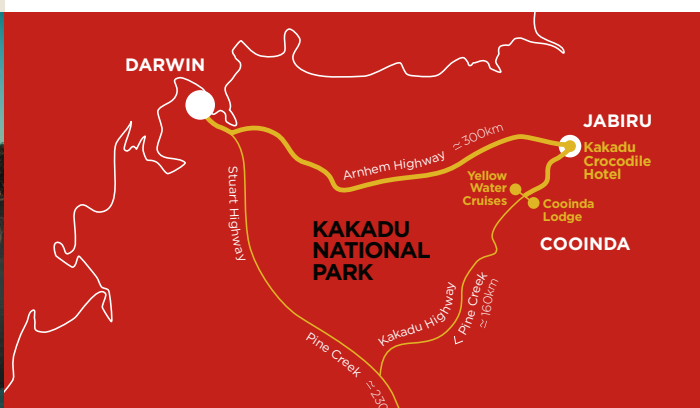 DARWIN
JABIRU
Kakadu
Crocodile
Hotel
Arnhem Highway ≃300km
Yellow
Water
Cruises
Cooinda
Lodge
COOINDA
Stuart Highway
KAKADU
NATIONAL
PARK
Kakadu Highway
< Pine Creek
≃ 160km
Pine Creek ≃ 230